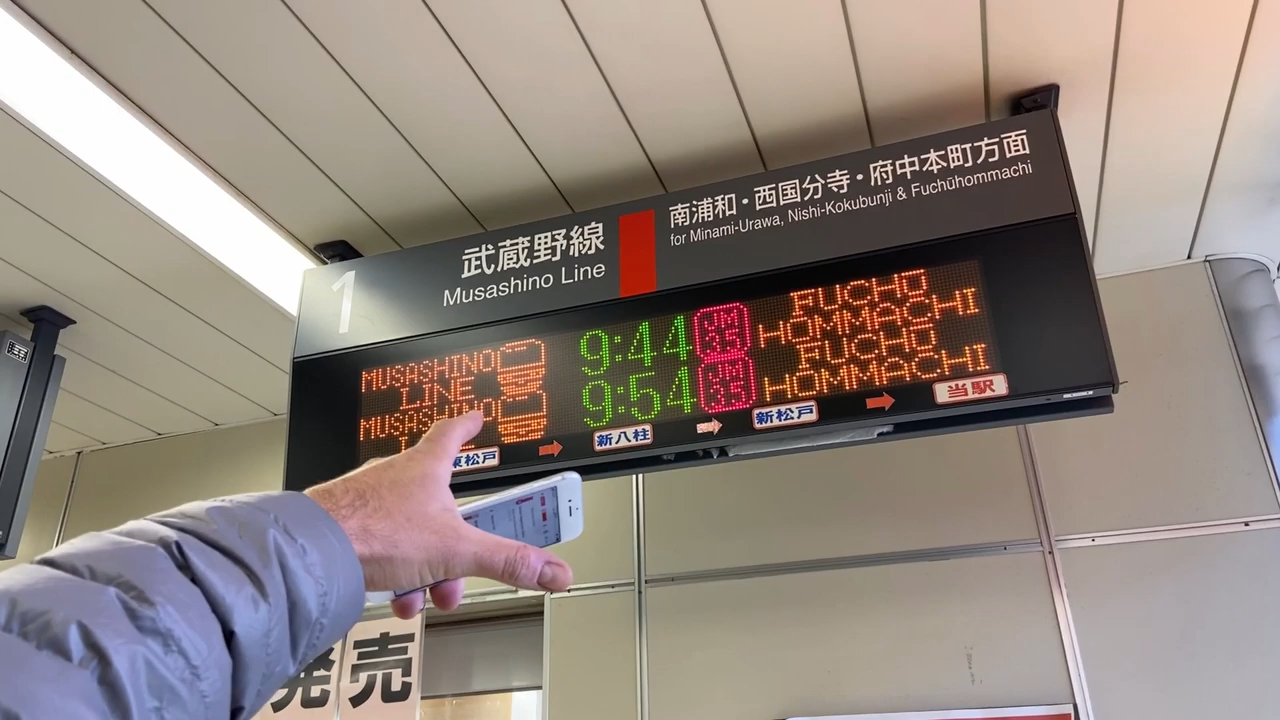 1
武蔵野線
Musashino Line
南浦和・西国分寺・府中本町方面
for Minami-Urawa, Nishi-Kokubunji & Fuchūhommachi
MUSASHINO
LINE
9:44
FUCHU
HOMMACHI
MUSASHINO
9:54
FUCHU
HOMMACHI
東松戸
新八柱
新松戸
当駅
発売